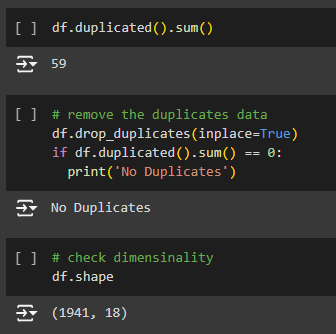 [ ] df.duplicated().sum()
59
[ ] # remove the duplicates data
df.drop_duplicates(inplace=True)
if df.duplicated().sum() == 0:
  print('No Duplicates')
No Duplicates
[ ] # check dimensinality
df.shape
(1941, 18)